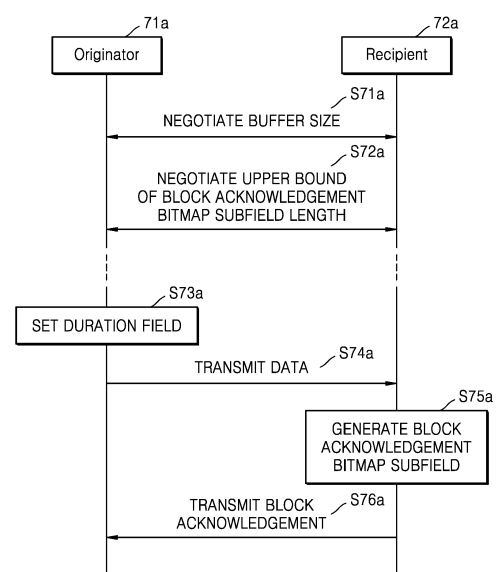 71a
72a
Originator
Recipient
S71a
NEGOTIATE BUFFER SIZE
S72a
NEGOTIATE UPPER BOUND
OF BLOCK ACKNOWLEDGEMENT
BITMAP SUBFIELD LENGTH
S73a
SET DURATION FIELD
S74a
TRANSMIT DATA
S75a
GENERATE BLOCK
ACKNOWLEDGEMENT
BITMAP SUBFIELD
S76a
TRANSMIT BLOCK
ACKNOWLEDGEMENT